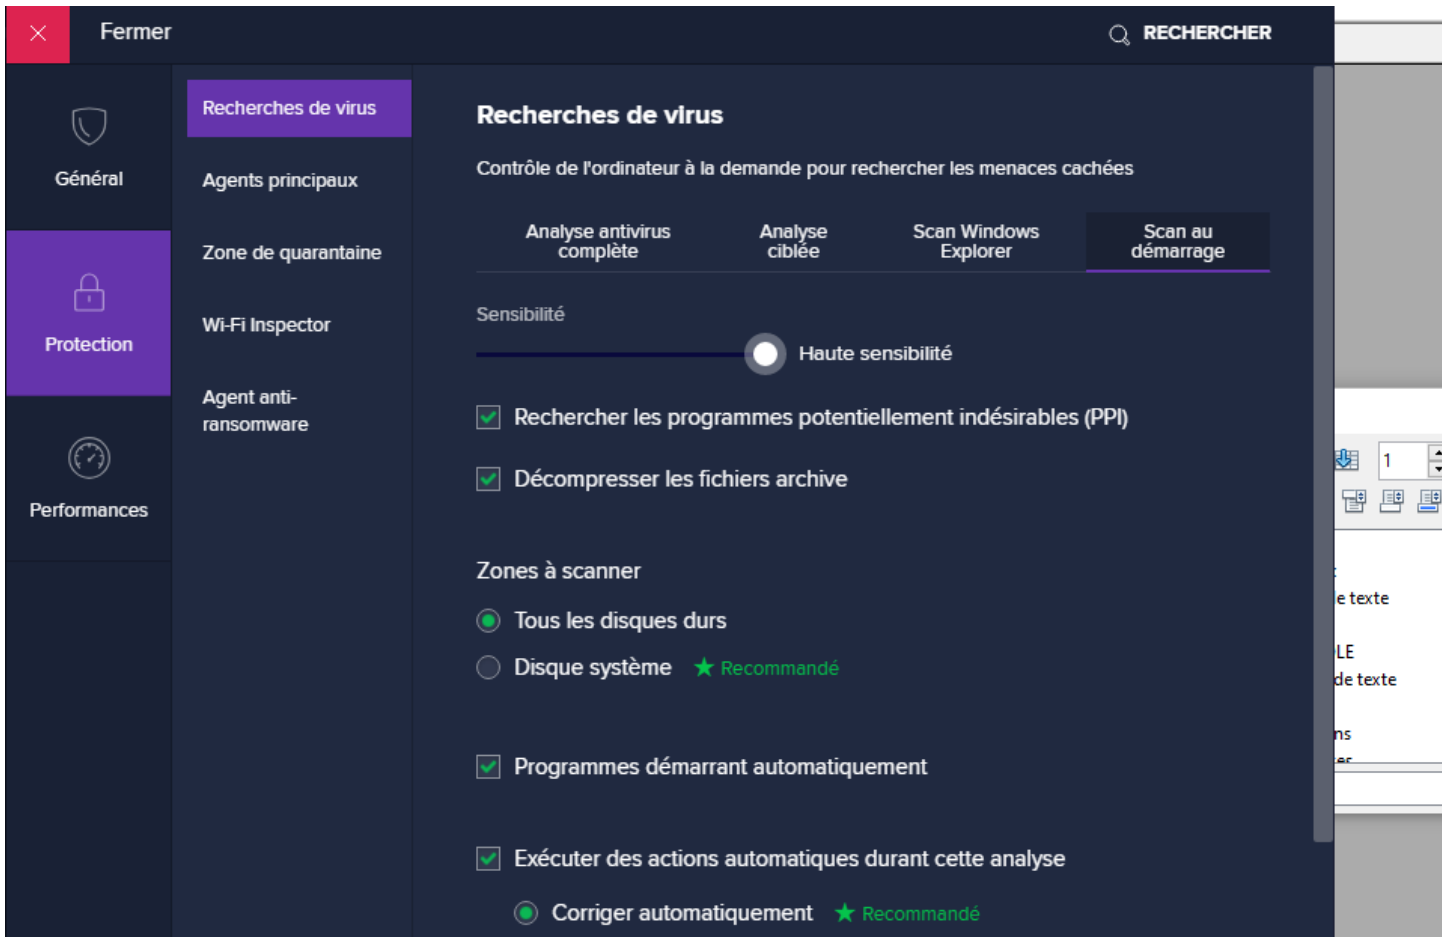 Fermer
RECHERCHER
Général
Protection
Performances
Recherches de virus
Agents principaux
Zone de quarantaine
Wi-Fi Inspector
Agent anti-
ransomware
Recherches de virus
Contrôle de l'ordinateur à la demande pour rechercher les menaces cachées
Analyse antivirus
complète
Analyse
ciblée
Scan Windows
Explorer
Scan au
démarrage
Sensibilité
Haute sensibilité
Rechercher les programmes potentiellement indésirables (PPI)
Décompresser les fichiers archive
Zones à scanner
Tous les disques durs
Disque système
Recommandé
Programmes démarrant automatiquement
Exécuter des actions automatiques durant cette analyse
Corriger automatiquement
Recommandé
1
e texte
LE
de texte
ns